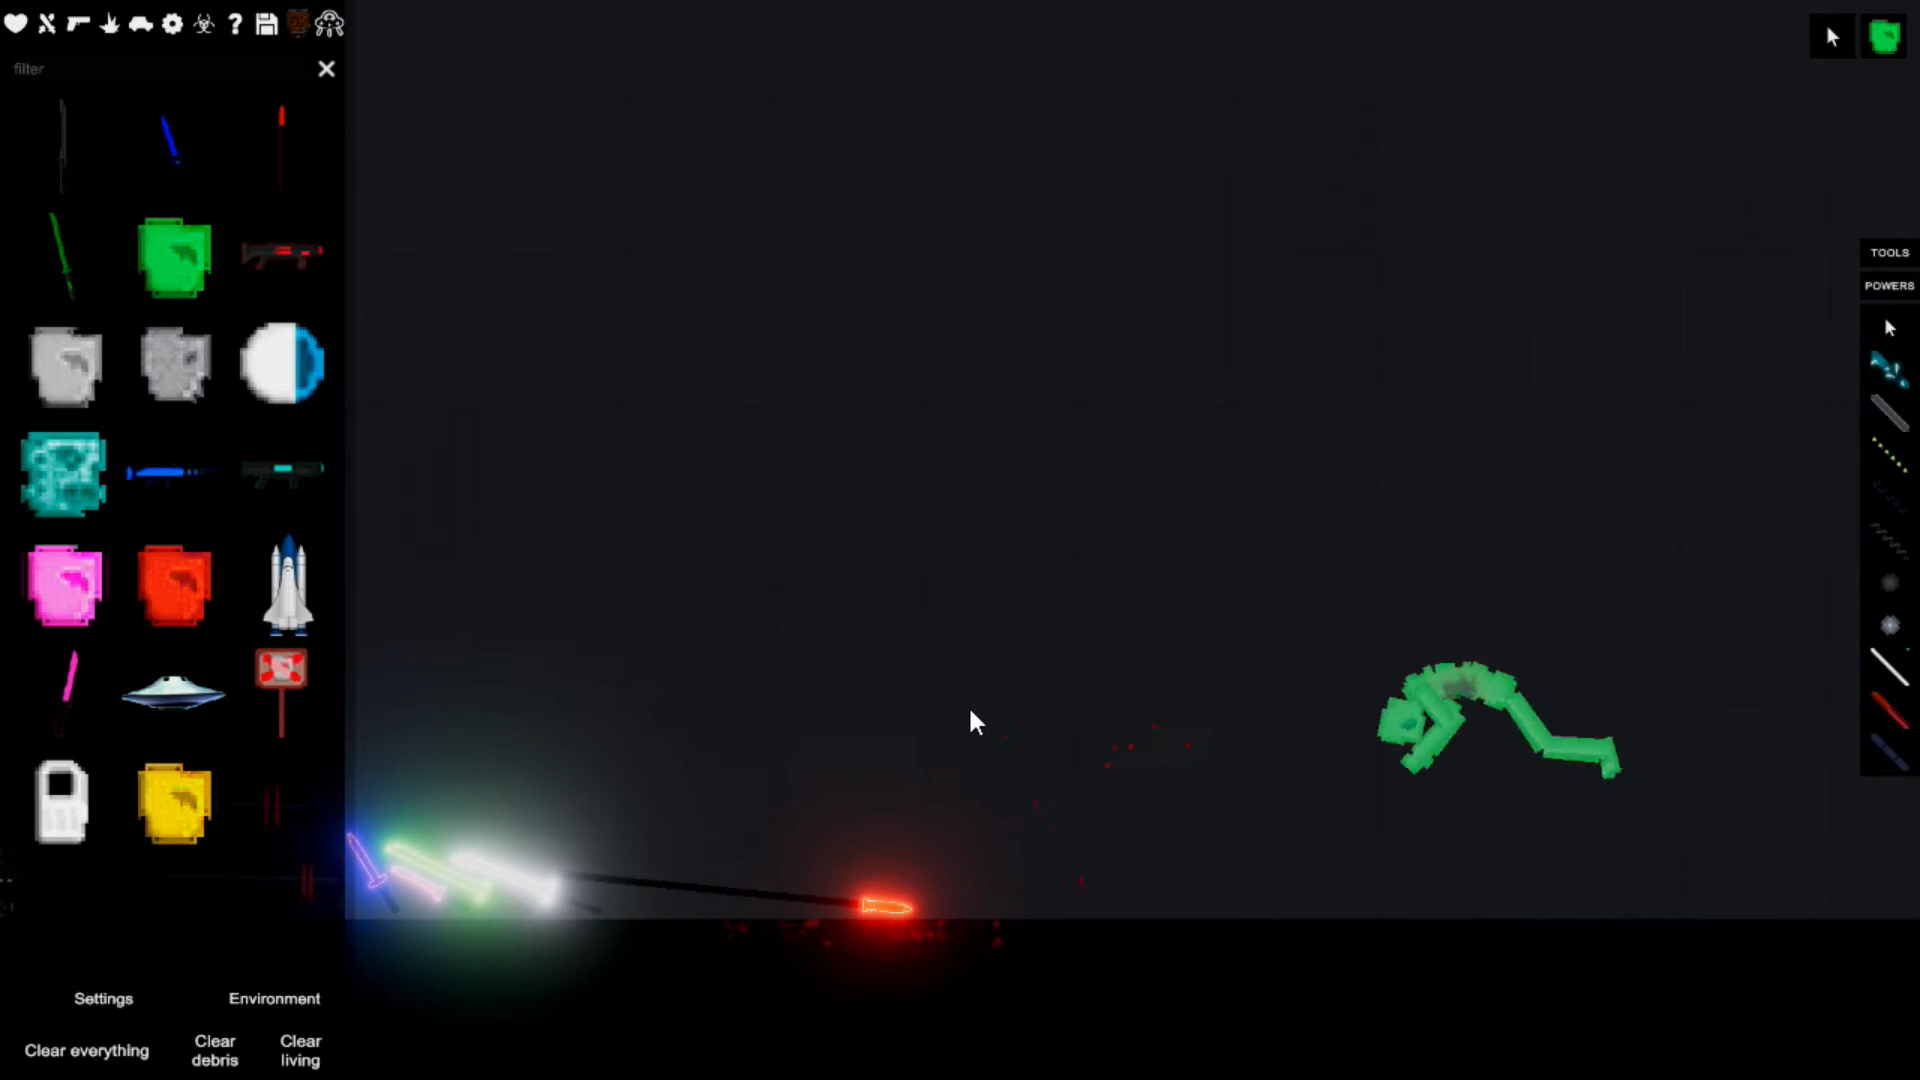 filter
TOOLS
POWERS
Settings
Environment
Clear everything
Clear
debris
Clear
living